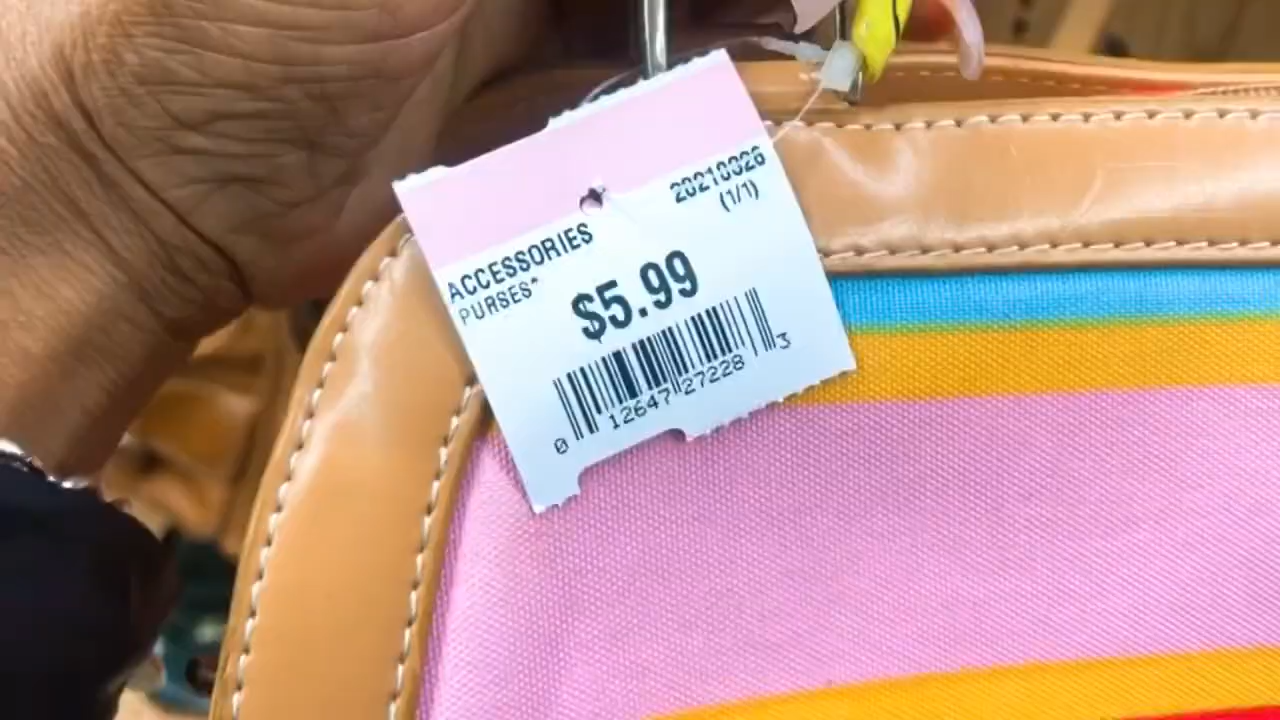 20210326
(1/1)
ACCESSORIES
PURSES*
$5.99
0 12647 27228 3